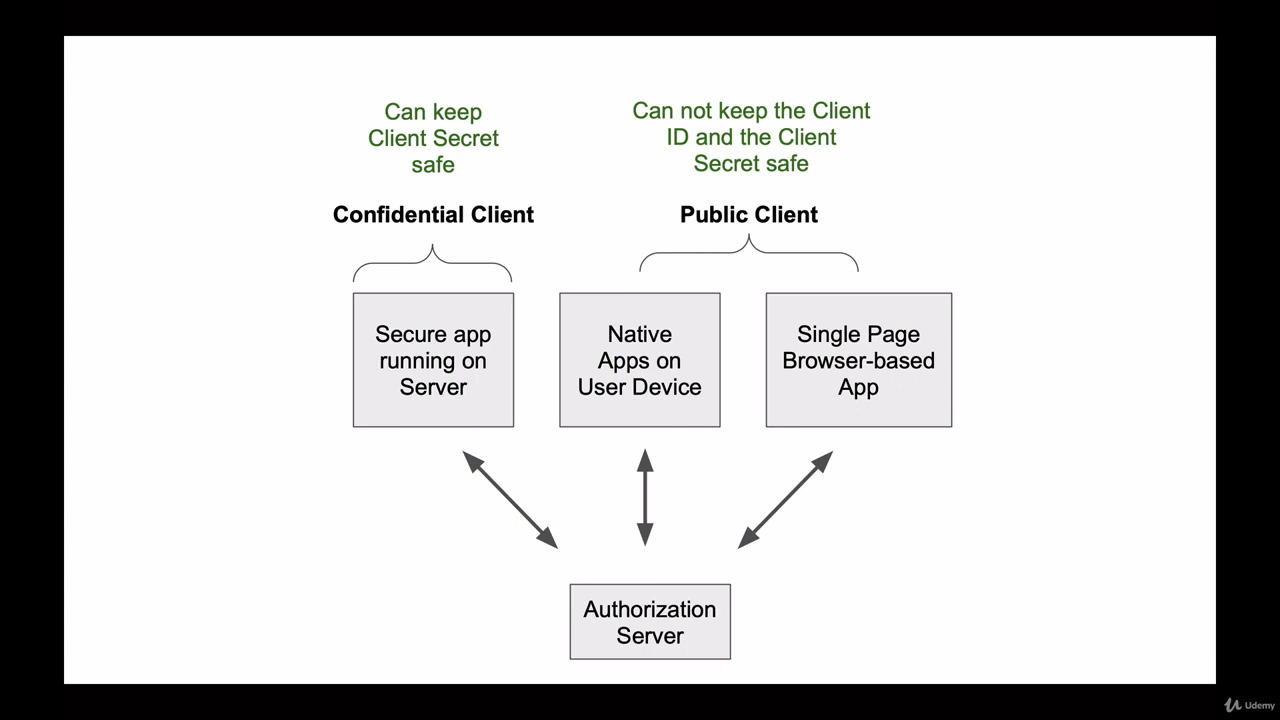 Can keep
Client Secret
safe
Can not keep the Client
ID and the Client
Secret safe
Confidential Client
Public Client
Secure app
running on
Server
Native
Apps on
User Device
Single Page
Browser-based
App
Authorization
Server
Udemy